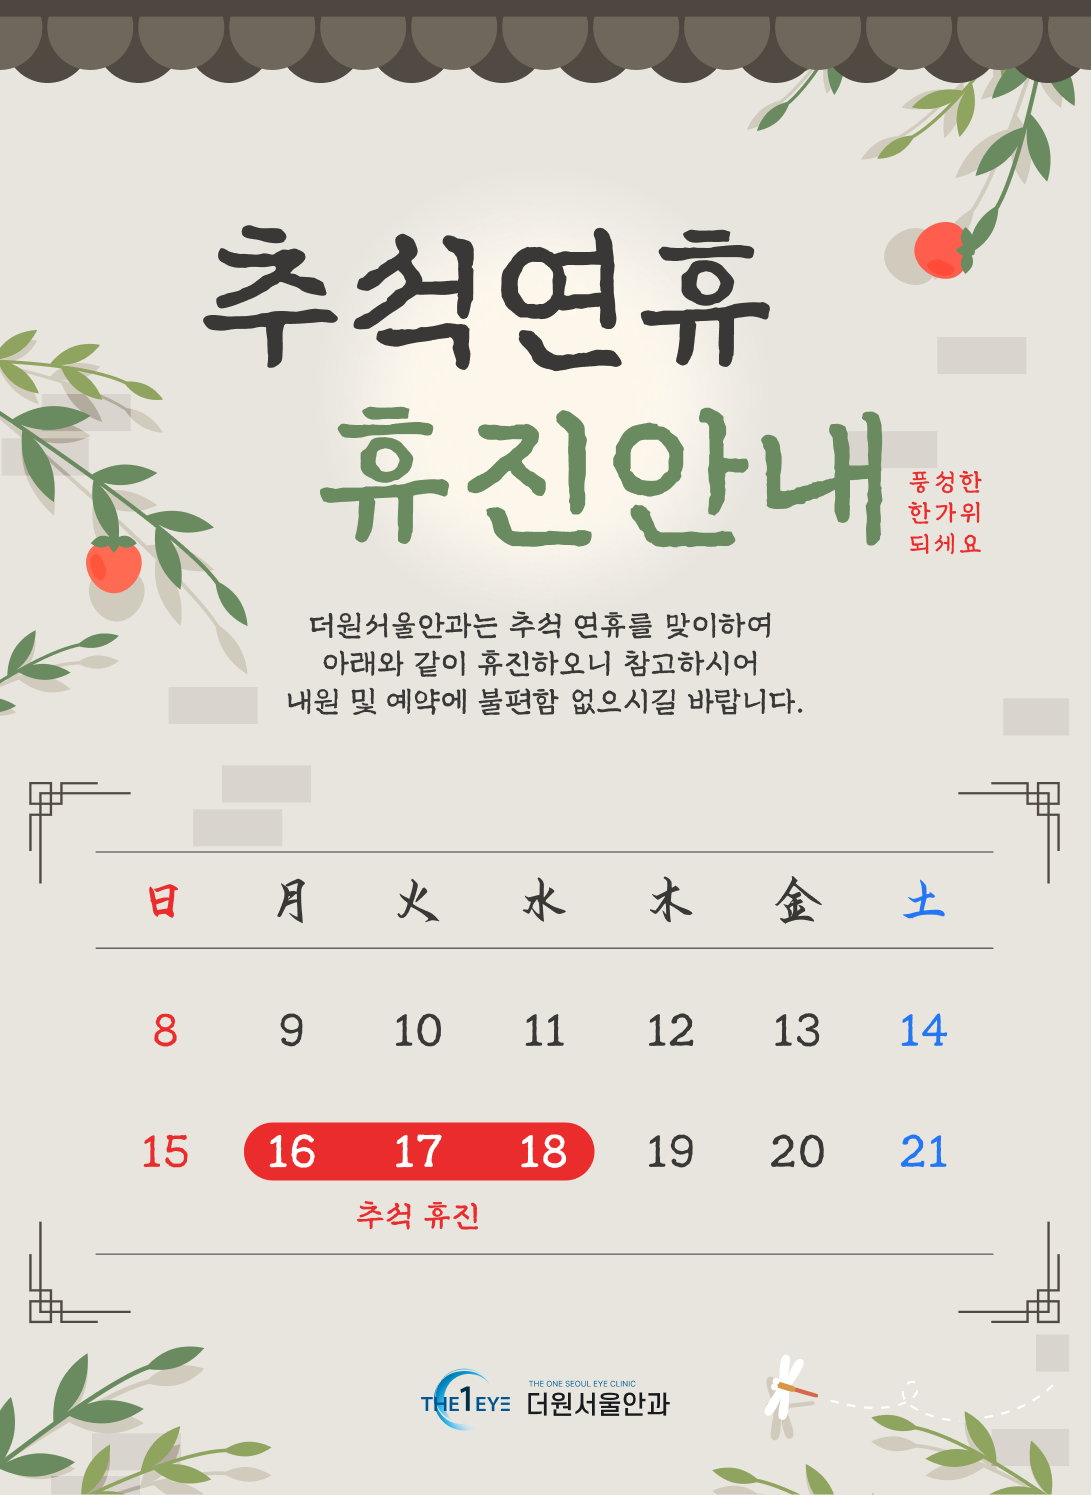 추석연휴
휴진안내
풍성한
한가위
되세요
더원서울안과는 추석 연휴를 맞이하여
아래와 같이 휴진하오니 참고하시어
내원 및 예약에 불편함 없으시길 바랍니다.
日 月 火 水 木 金 土
8 9 10 11 12 13 14
15 16 17 18 19 20 21
추석 휴진
THE1EYE
THE ONE SEOUL EYE CLINIC
더원서울안과